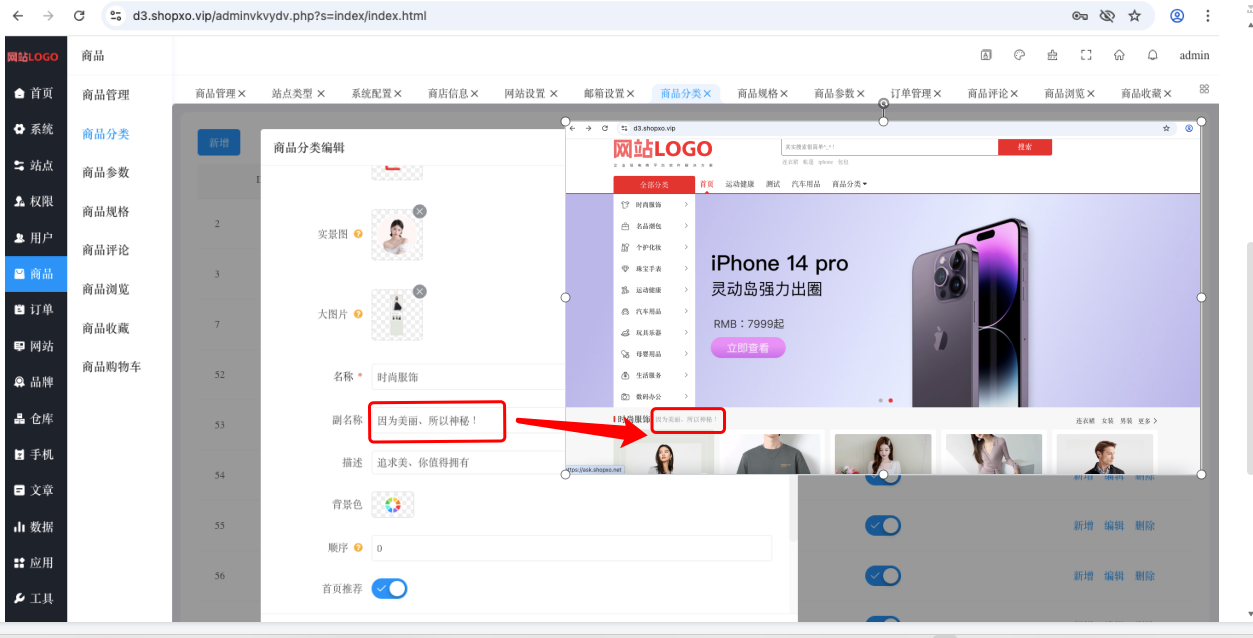 d3.shopxo.vip/adminvkvydv.php?s=index/index.html
网站LOGO
商品
admin
首页
系统
站点
权限
用户
商品
订单
网站
品牌
仓库
手机
文章
数据
应用
工具
商品管理
商品分类
商品参数
商品规格
商品评论
商品浏览
商品收藏
商品购物车
商品管理
站点类型
系统配置
商店信息
网站设置
邮箱设置
商品分类
商品规格
商品参数
订单管理
商品评论
商品浏览
商品收藏
新增
2
3
7
52
53
54
55
56
商品分类编辑
实景图
大图片
名称 *
时尚服饰
副名称
因为美丽、所以神秘！
描述
追求美、你值得拥有
背景色
顺序
0
首页推荐
d3.shopxo.vip
网站LOGO
其实搜索很简单^_^！
搜索
连衣裙 帐篷 iphone 包包
全部分类
首页 运动健康 测试 汽车用品 商品分类
时尚服饰
名品潮包
个护化妆
珠宝手表
运动健康
汽车用品
玩具乐器
母婴用品
生活服务
数码办公
iPhone 14 pro
灵动岛强力出圈
RMB：7999起
立即查看
时尚服饰 因为美丽、所以神秘！
连衣裙 女装 男装 更多
https://ask.shopxo.net
新增 编辑 删除
新增 编辑 删除
新增 编辑 删除